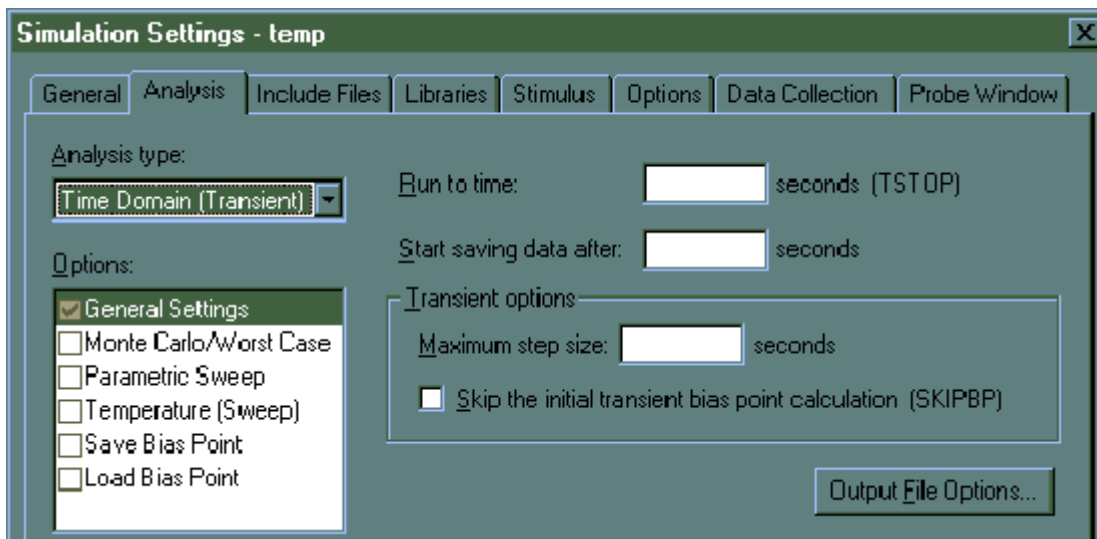 Simulation Settings - temp
General Analysis Include Files Libraries Stimulus Options Data Collection Probe Window
Analysis type:
Time Domain (Transient)
Options:
General Settings
Monte Carlo/Worst Case
Parametric Sweep
Temperature (Sweep)
Save Bias Point
Load Bias Point
Run to time: seconds (TSTOP)
Start saving data after: seconds
Transient options
Maximum step size: seconds
Skip the initial transient bias point calculation (SKIPBP)
Output File Options...